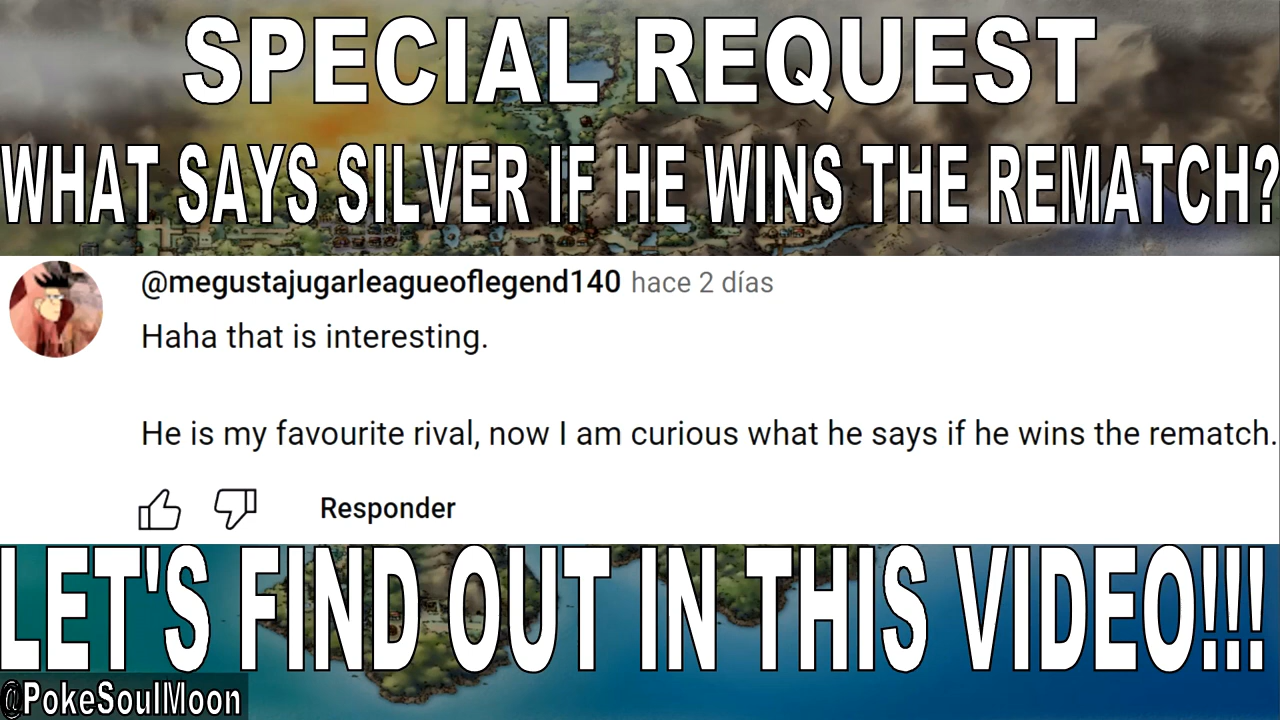 SPECIAL REQUEST
WHAT SAYS SILVER IF HE WINS THE REMATCH?
@megustajugarleagueoflegend140 hace 2 días
Haha that is interesting.
He is my favourite rival, now I am curious what he says if he wins the rematch.
Responder
LET'S FIND OUT IN THIS VIDEO!!!
@PokeSoulMoon